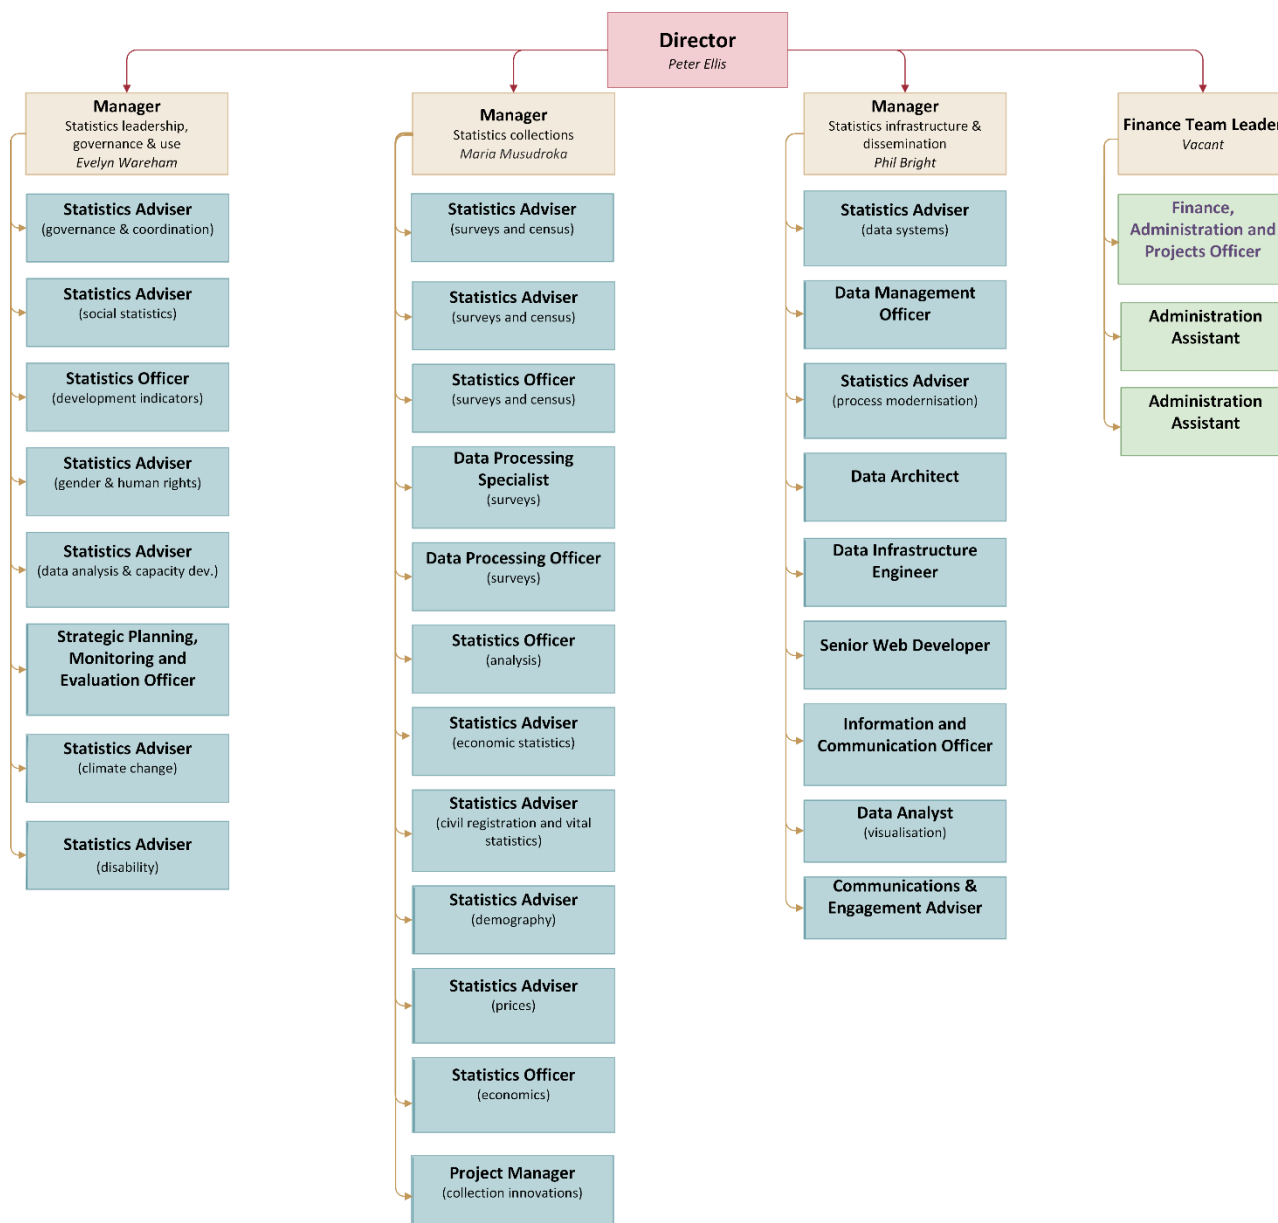 Director
Peter Ellis
Manager
Statistics leadership,
governance & use
Evelyn Wareham
Statistics Adviser
(governance & coordination)
Statistics Adviser
(social statistics)
Statistics Officer
(development indicators)
Statistics Adviser
(gender & human rights)
Statistics Adviser
(data analysis & capacity dev.)
Strategic Planning,
Monitoring and
Evaluation Officer
Statistics Adviser
(climate change)
Statistics Adviser
(disability)
Manager
Statistics collections
Maria Musudroka
Statistics Adviser
(surveys and census)
Statistics Adviser
(surveys and census)
Statistics Officer
(surveys and census)
Data Processing
Specialist
(surveys)
Data Processing Officer
(surveys)
Statistics Officer
(analysis)
Statistics Adviser
(economic statistics)
Statistics Adviser
(civil registration and vital
statistics)
Statistics Adviser
(demography)
Statistics Adviser
(prices)
Statistics Officer
(economics)
Project Manager
(collection innovations)
Manager
Statistics infrastructure &
dissemination
Phil Bright
Statistics Adviser
(data systems)
Data Management
Officer
Statistics Adviser
(process modernisation)
Data Architect
Data Infrastructure
Engineer
Senior Web Developer
Information and
Communication Officer
Data Analyst
(visualisation)
Communications &
Engagement Adviser
Finance Team Leader
Vacant
Finance,
Administration and
Projects Officer
Administration
Assistant
Administration
Assistant